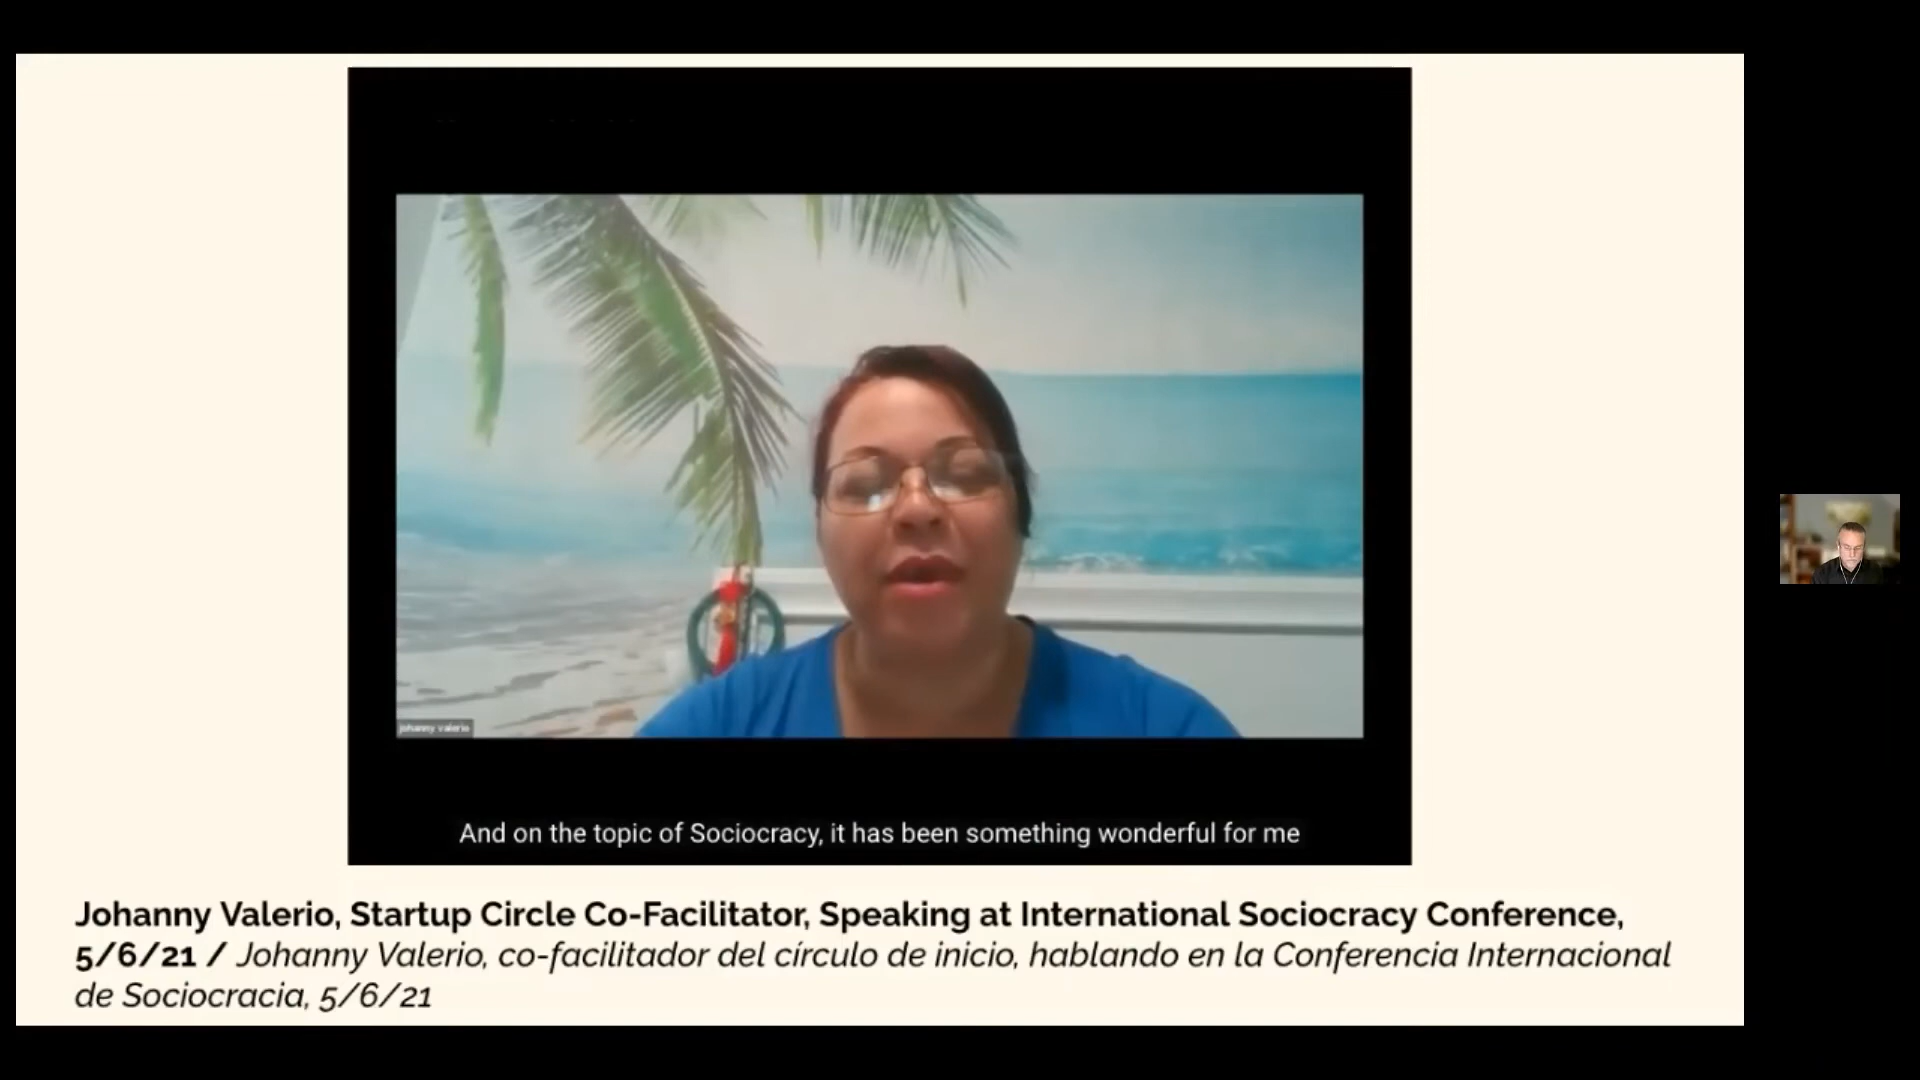 johanny valerio
And on the topic of Sociocracy, it has been something wonderful for me
Johanny Valerio, Startup Circle Co-Facilitator, Speaking at International Sociocracy Conference,
5/6/21 / Johanny Valerio, co-facilitador del círculo de inicio, hablando en la Conferencia Internacional
de Sociocracia, 5/6/21